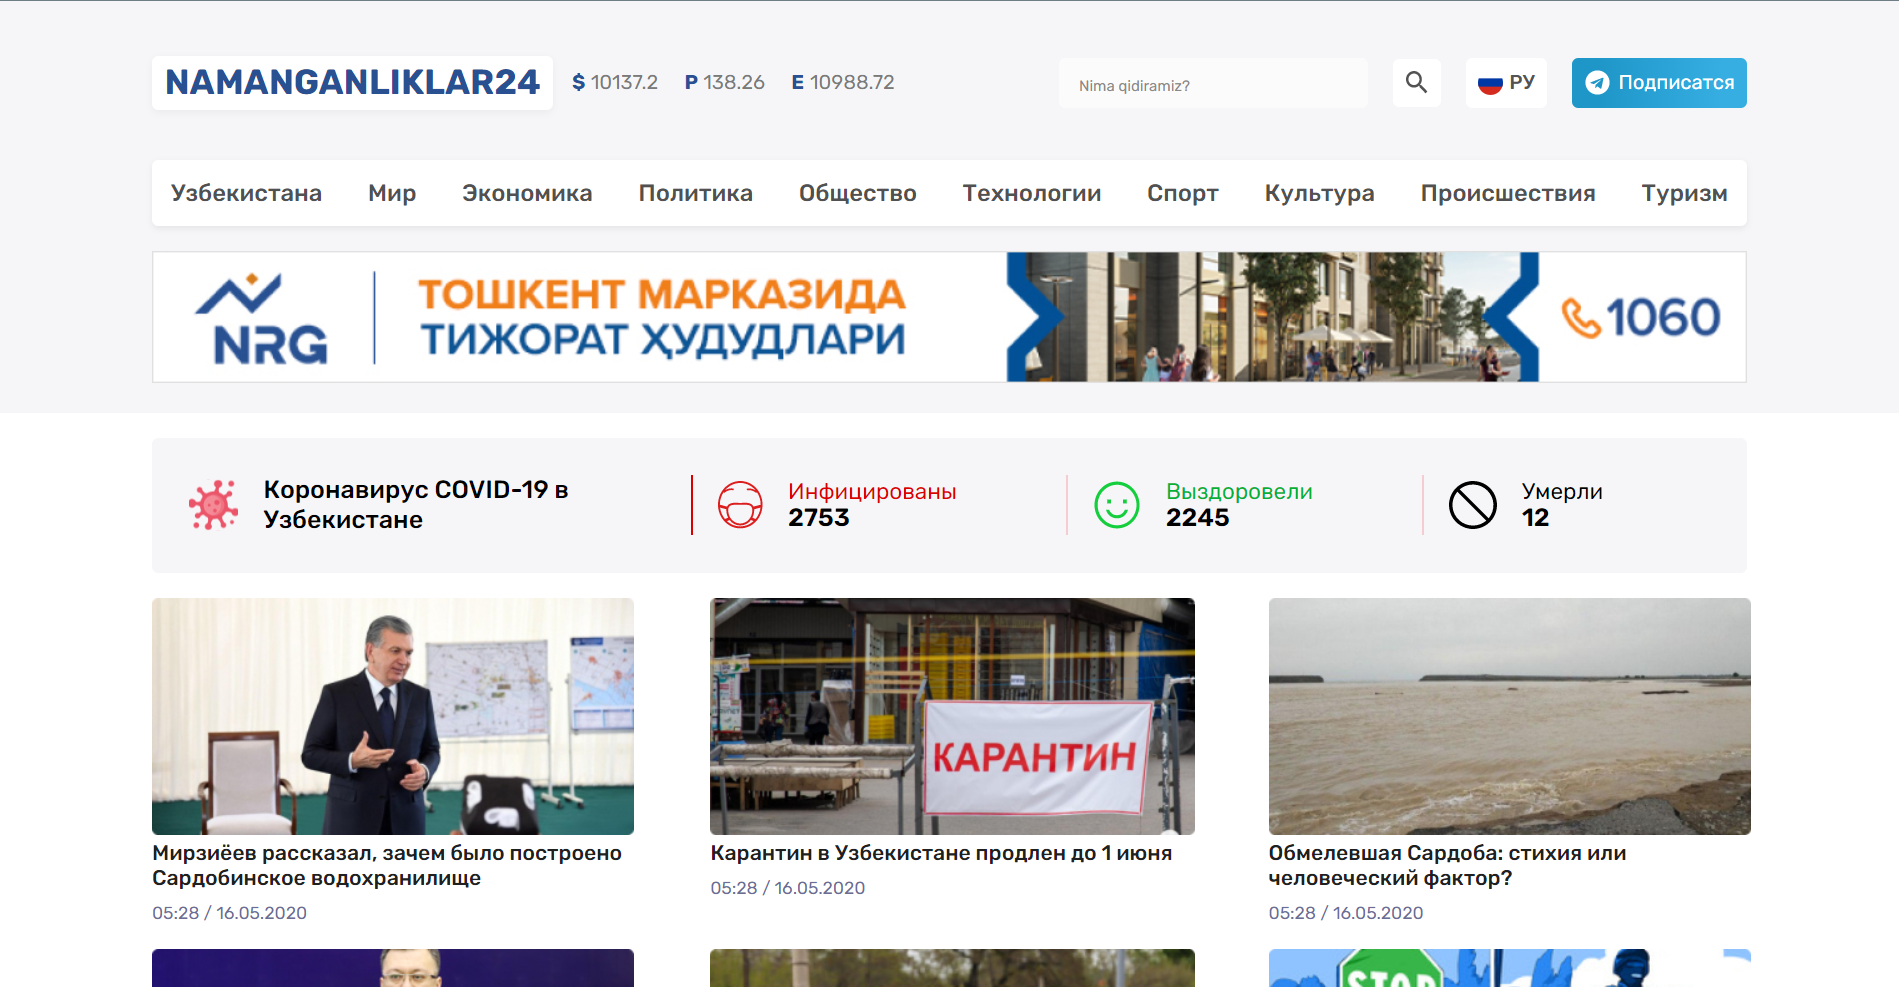 NAMANGANLIKLAR24
$ 10137.2 P 138.26 E 10988.72
Nima qidiramiz?
РУ
Подписатся
Узбекистана Мир Экономика Политика Общество Технологии Спорт Культура Происшествия Туризм
NRG
ТОШКЕНТ МАРКАЗИДА
ТИЖОРАТ ҲУДУДЛАРИ
1060
Коронавирус COVID-19 в
Узбекистане
Инфицированы
2753
Выздоровели
2245
Умерли
12
КАРАНТИН
Мирзиёев рассказал, зачем было построено
Сардобинское водохранилище
05:28 / 16.05.2020
Карантин в Узбекистане продлен до 1 июня
05:28 / 16.05.2020
Обмелевшая Сардоба: стихия или
человеческий фактор?
05:28 / 16.05.2020
STOP